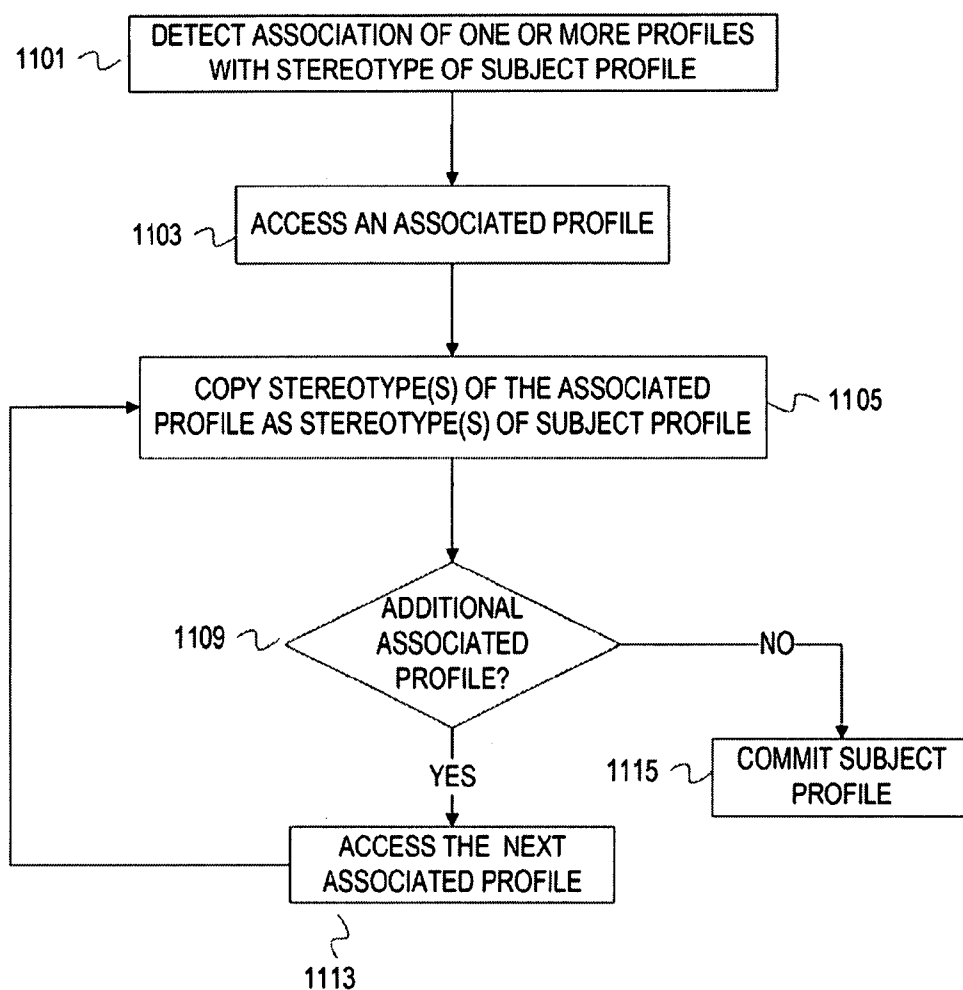 1101
DETECT ASSOCIATION OF ONE OR MORE PROFILES
WITH STEREOTYPE OF SUBJECT PROFILE
1103
ACCESS AN ASSOCIATED PROFILE
COPY STEREOTYPE(S) OF THE ASSOCIATED
PROFILE AS STEREOTYPE(S) OF SUBJECT PROFILE
1105
1109
ADDITIONAL
ASSOCIATED
PROFILE?
NO
YES
1115
COMMIT SUBJECT
PROFILE
ACCESS THE NEXT
ASSOCIATED PROFILE
1113